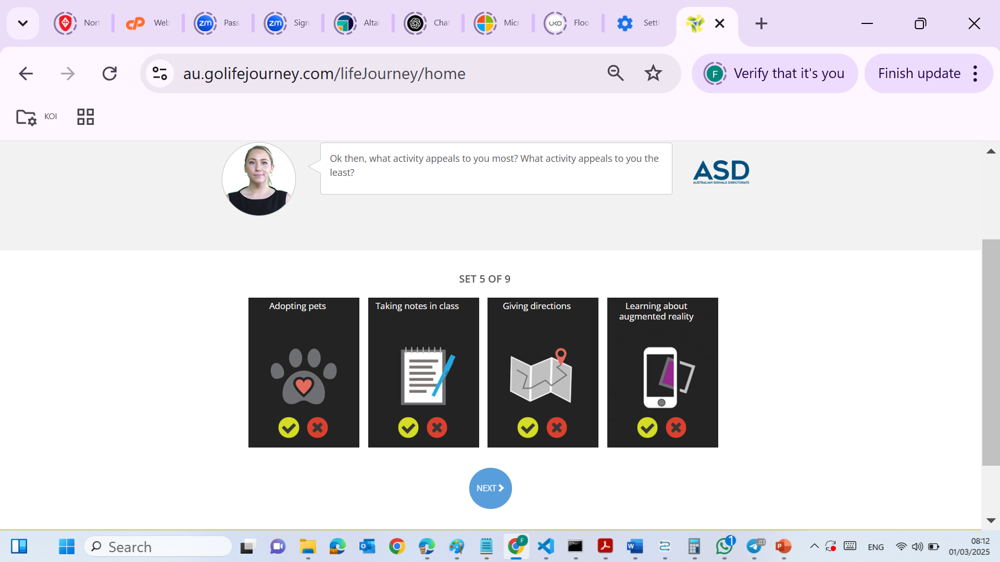 Nort
Web
Pass
Sign
Altai
Chat
Micr
Floo
Setti
au.golifejourney.com/lifeJourney/home
Verify that it's you
Finish update
KOI
Ok then, what activity appeals to you most? What activity appeals to you the
least?
ASD
AUSTRALIAN SIGNALS DIRECTORATE
SET 5 OF 9
Adopting pets
Taking notes in class
Giving directions
Learning about
augmented reality
NEXT
Search
ENG
08:12
01/03/2025